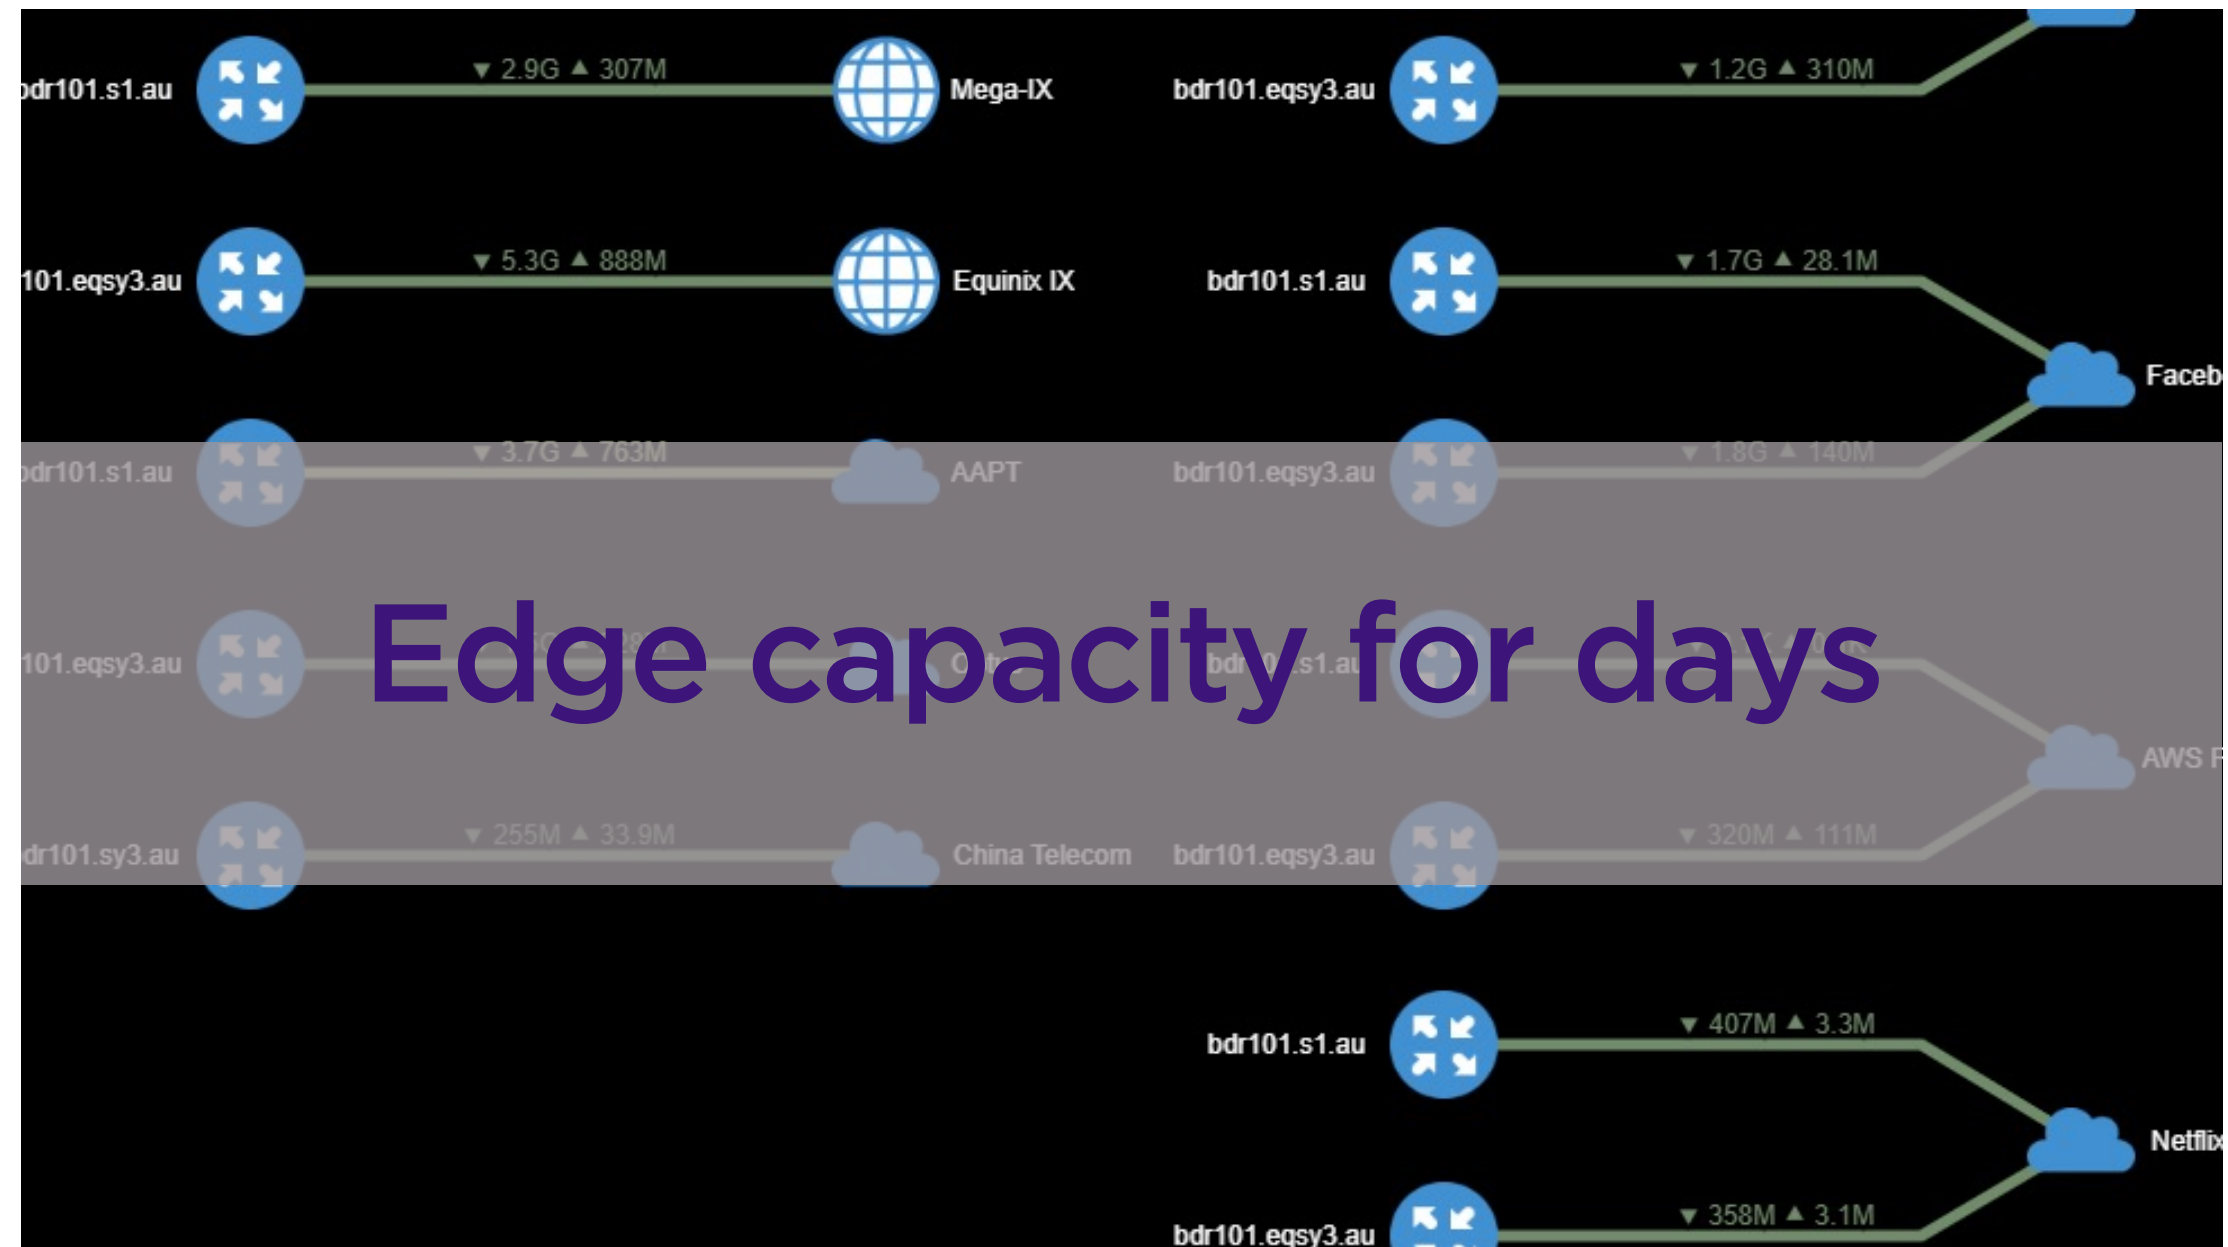 bdr101.s1.au ▼ 2.9G ▲ 307M Mega-IX
101.eqsy3.au ▼ 5.3G ▲ 888M Equinix IX
bdr101.s1.au ▼ 3.7G ▲ 763M AAPT
101.eqsy3.au
dr101.sy3.au ▼ 255M ▲ 33.9M China Telecom
Edge capacity for days
bdr101.eqsy3.au ▼ 1.2G ▲ 310M
bdr101.s1.au ▼ 1.7G ▲ 28.1M
Faceb
bdr101.eqsy3.au ▼ 1.8G ▲ 140M
AWS
bdr101.eqsy3.au ▼ 320M ▲ 111M
bdr101.s1.au ▼ 407M ▲ 3.3M
Netflix
bdr101.eqsy3.au ▼ 358M ▲ 3.1M